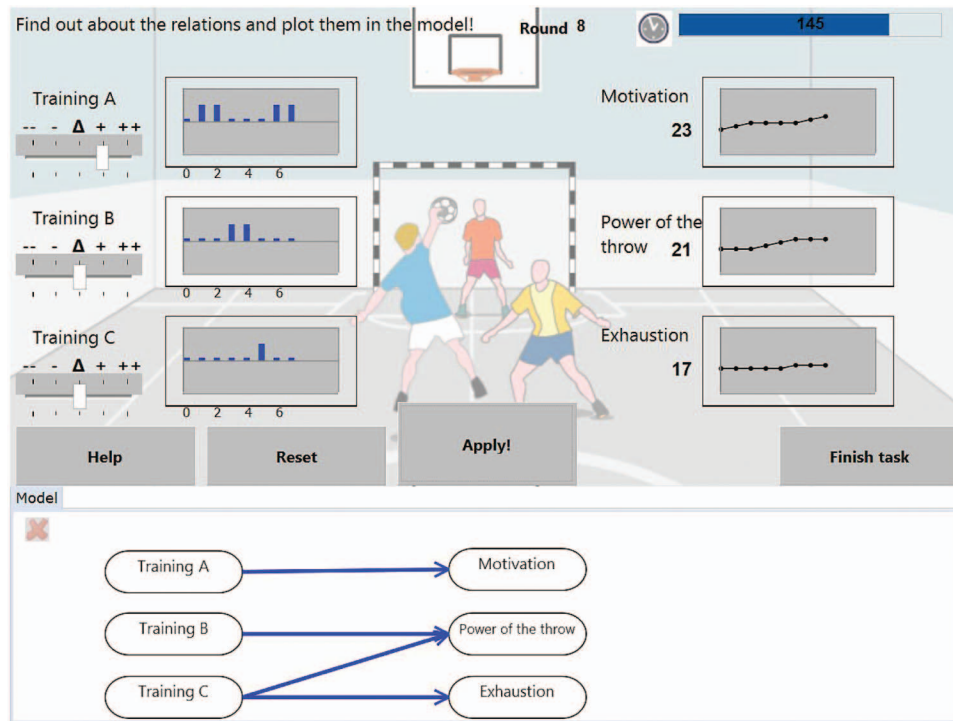 Find out about the relations and plot them in the model! Round 8 145
Training A
-- - Δ + ++
0 2 4 6
Motivation
23
Training B
-- - Δ + ++
0 2 4 6
Power of the
throw 21
Training C
-- - Δ + ++
0 2 4 6
Exhaustion
17
Help Reset Apply! Finish task
Model
Training A Motivation
Training B Power of the throw
Training C Exhaustion